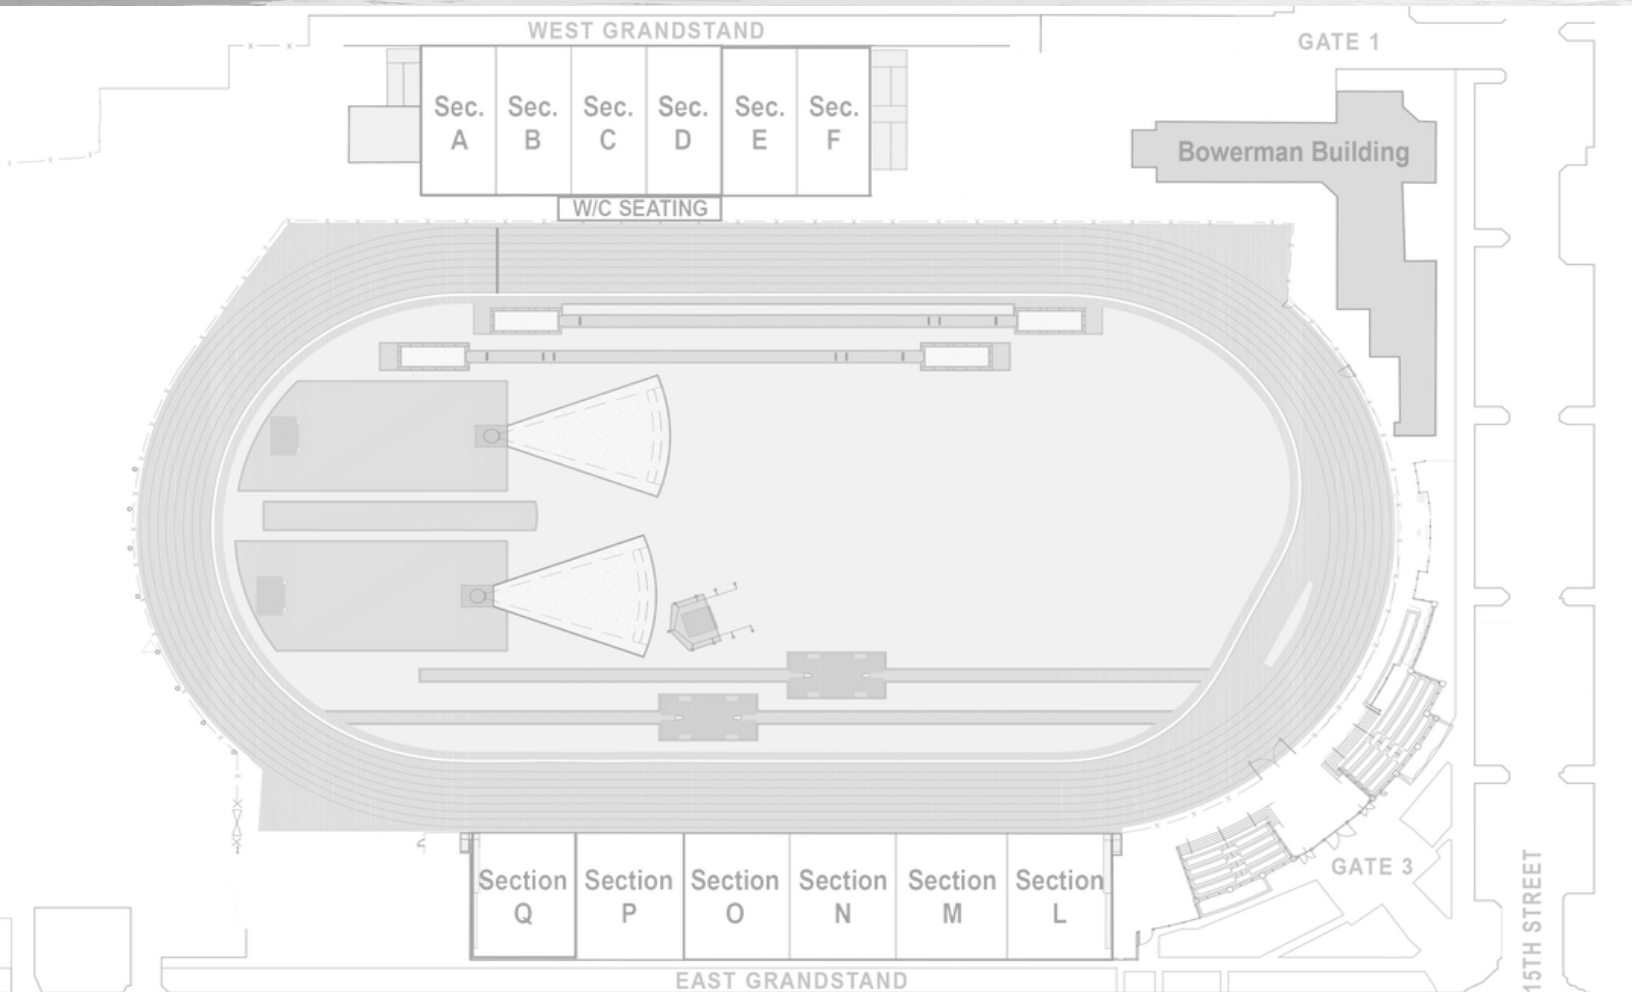 WEST GRANDSTAND
GATE 1
Sec.
A
Sec.
B
Sec.
C
Sec.
D
Sec.
E
Sec.
F
Bowerman Building
W/C SEATING
GATE 3
Section
Q
Section
P
Section
O
Section
N
Section
M
Section
L
15TH STREET
EAST GRANDSTAND